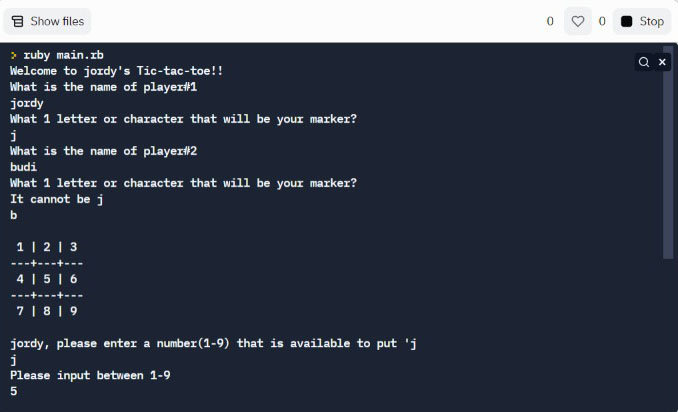 Show files
0
0
Stop
> ruby main.rb
Welcome to jordy's Tic-tac-toe!!
What is the name of player#1
jordy
What 1 letter or character that will be your marker?
j
What is the name of player#2
budi
What 1 letter or character that will be your marker?
It cannot be j
b
1 | 2 | 3
---+---+---
4 | 5 | 6
---+---+---
7 | 8 | 9
jordy, please enter a number(1-9) that is available to put 'j
j
Please input between 1-9
5